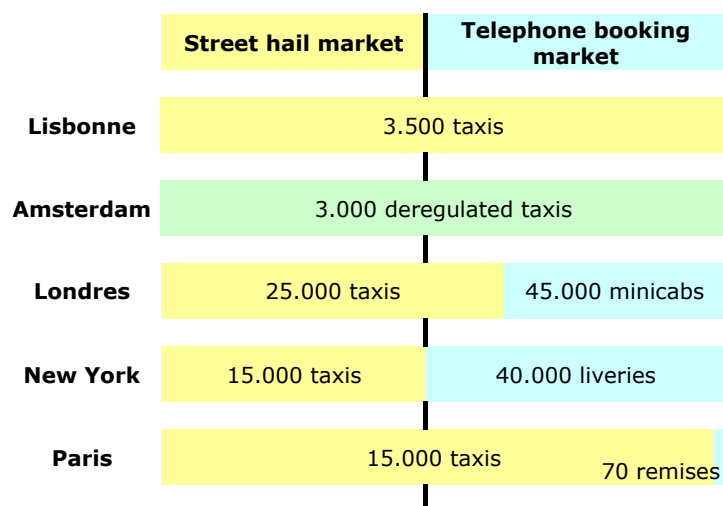 Street hail market
Telephone booking
market
Lisbonne
3.500 taxis
Amsterdam
3.000 deregulated taxis
Londres
25.000 taxis
45.000 minicabs
New York
15.000 taxis
40.000 liveries
Paris
15.000 taxis
70 remises